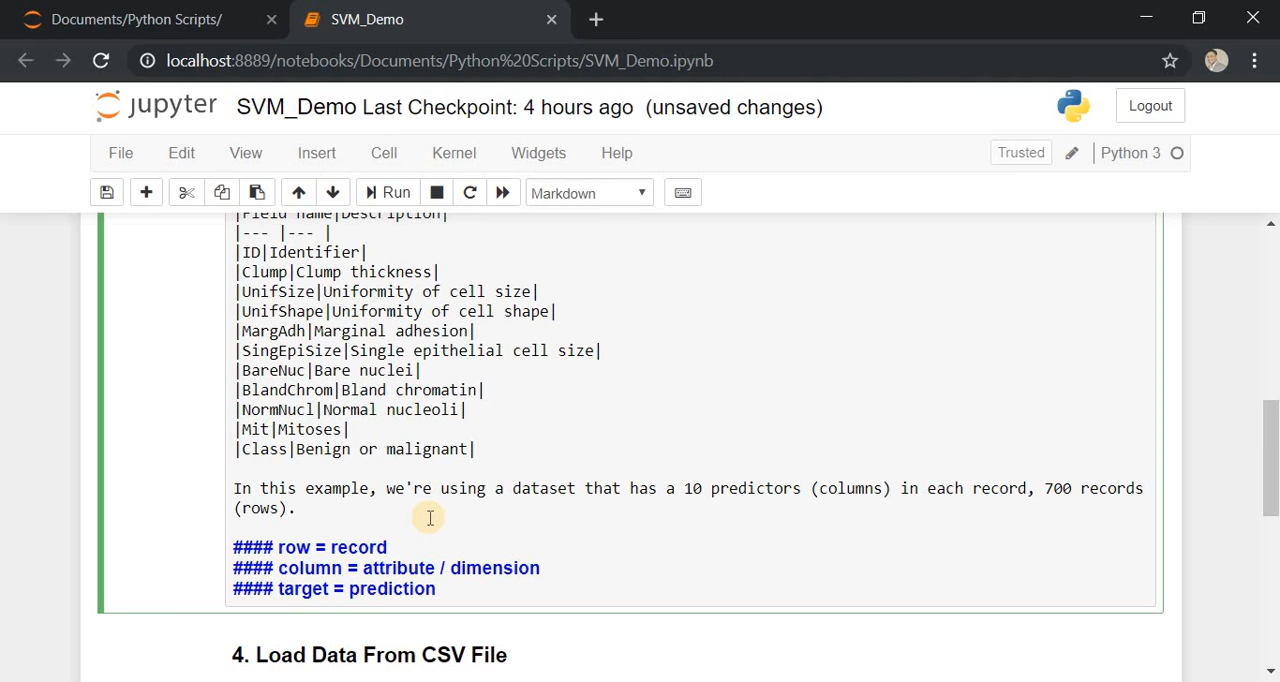 Documents/Python Scripts/
SVM_Demo
localhost:8889/notebooks/Documents/Python%20Scripts/SVM_Demo.ipynb
jupyter SVM_Demo Last Checkpoint: 4 hours ago (unsaved changes)
Logout
File Edit View Insert Cell Kernel Widgets Help
Trusted
Python 3
Run
Markdown
|Field name|Description|
|--- |--- |
|ID|Identifier|
|Clump|Clump thickness|
|UnifSize|Uniformity of cell size|
|UnifShape|Uniformity of cell shape|
|MargAdh|Marginal adhesion|
|SingEpiSize|Single epithelial cell size|
|BareNuc|Bare nuclei|
|BlandChrom|Bland chromatin|
|NormNucl|Normal nucleoli|
|Mit|Mitoses|
|Class|Benign or malignant|
In this example, we're using a dataset that has a 10 predictors (columns) in each record, 700 records
(rows).
#### row = record
#### column = attribute / dimension
#### target = prediction
4. Load Data From CSV File